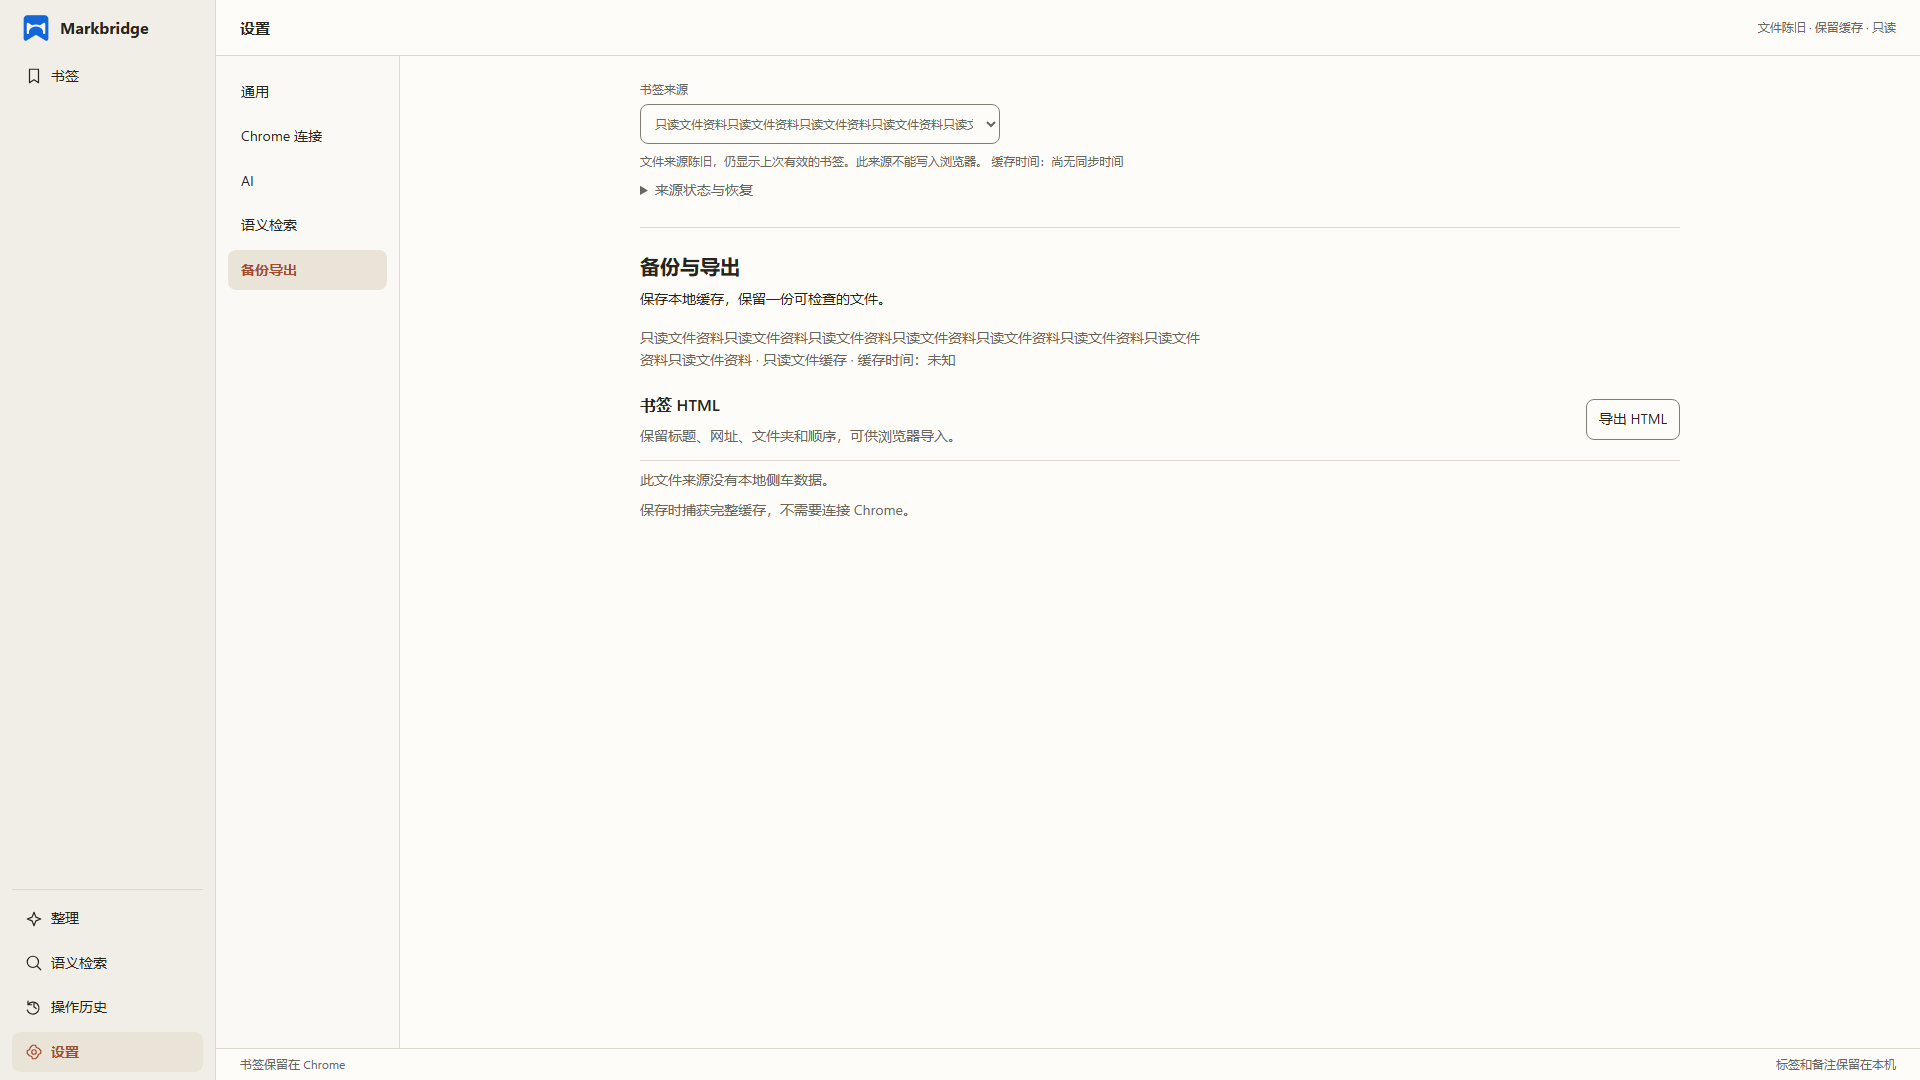 Markbridge
书签
整理
语义检索
操作历史
设置
设置
文件陈旧 · 保留缓存 · 只读
通用
Chrome 连接
AI
语义检索
备份导出
书签来源
只读文件资料只读文件资料只读文件资料只读文件资料只读
文件来源陈旧，仍显示上次有效的书签。此来源不能写入浏览器。 缓存时间：尚无同步时间
来源状态与恢复
备份与导出
保存本地缓存，保留一份可检查的文件。
只读文件资料只读文件资料只读文件资料只读文件资料只读文件资料只读文件资料只读文件
资料只读文件资料 · 只读文件缓存 · 缓存时间：未知
书签 HTML
保留标题、网址、文件夹和顺序，可供浏览器导入。
导出 HTML
此文件来源没有本地侧车数据。
保存时捕获完整缓存，不需要连接 Chrome。
书签保留在 Chrome
标签和备注保留在本机